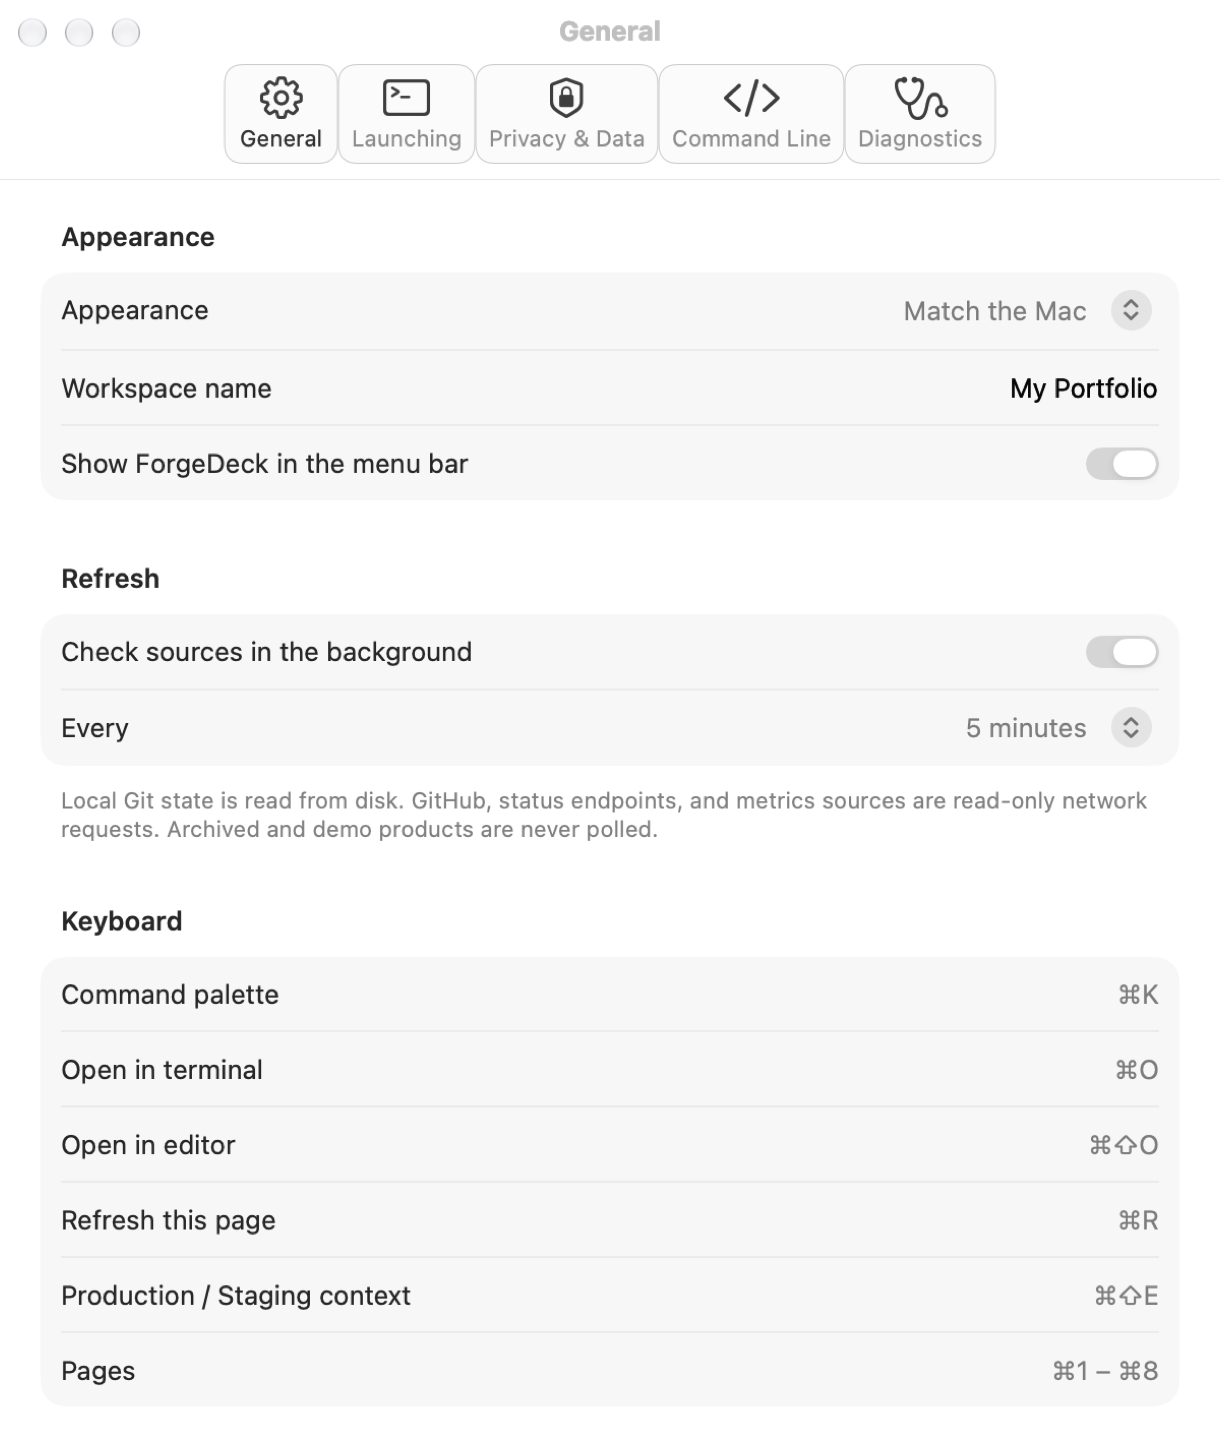 General
General
Launching
Privacy & Data
Command Line
Diagnostics
Appearance
Appearance
Match the Mac
Workspace name
My Portfolio
Show ForgeDeck in the menu bar
Refresh
Check sources in the background
Every
5 minutes
Local Git state is read from disk. GitHub, status endpoints, and metrics sources are read-only network
requests. Archived and demo products are never polled.
Keyboard
Command palette
⌘K
Open in terminal
⌘O
Open in editor
⌘⇧O
Refresh this page
⌘R
Production / Staging context
⌘⇧E
Pages
⌘1 – ⌘8